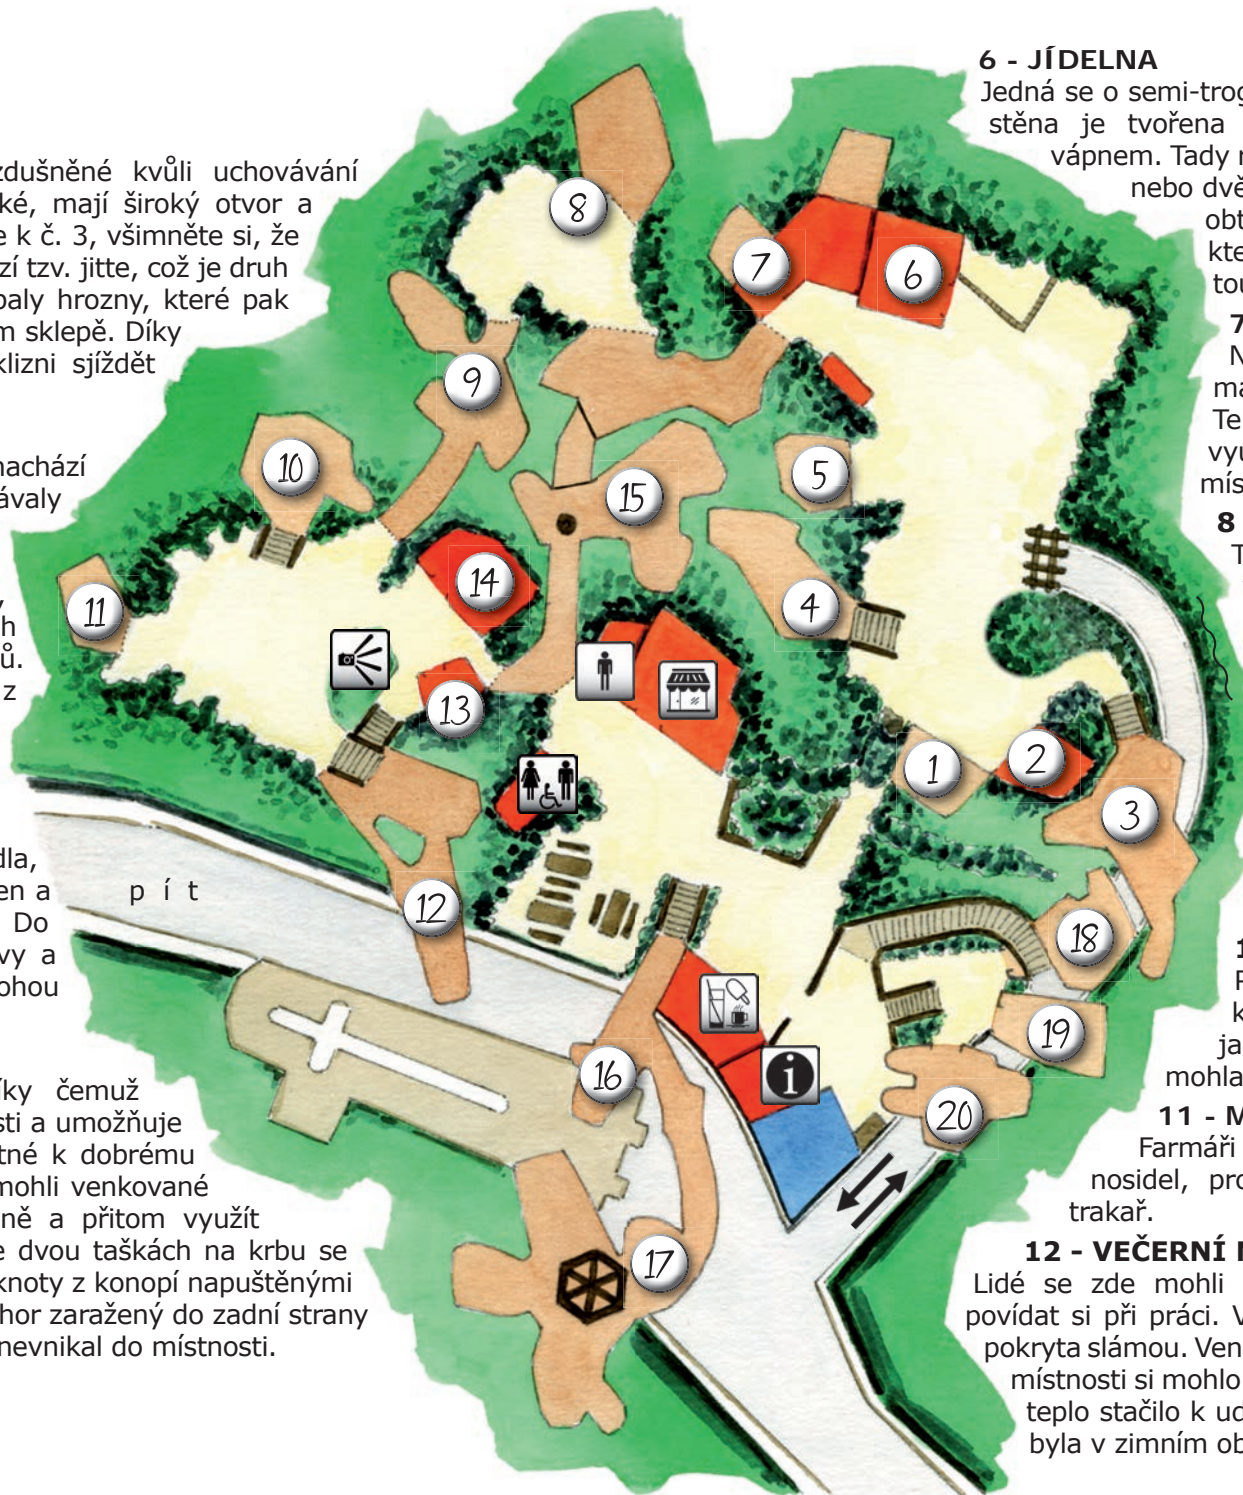 zdušněné kvůli uchovávání
ké, mají široký otvor a
e k č. 3, všimněte si, že
zí tzv. jitte, což je druh
paly hrozny, které pak
m sklepě. Díky
klizni sjíždět
nachází
ávaly
h
ů.
z
dla,
en a
Do
vy a
ohou
íky čemuž
sti a umožňuje
tné k dobrému
mohli venkované
ně a přitom využít
e dvou taškách na krbu se
knoty z konopí napuštěnými
hor zaražený do zadní strany
nevnikal do místnosti.
p í t
8
7
6
9
10
15
5
14
4
11
13
1
2
3
12
18
19
16
i
20
17
6 - JÍDELNA
Jedná se o semi-trog
stěna je tvořena
vápnem. Tady
nebo dvě
obt
kte
tou
7
N
ma
Te
vyu
mís
8
T
1
P
k
ja
mohla
11 - M
Farmáři
nosidel, pro
trakař.
12 - VEČERNÍ
Lidé se zde mohli
povídat si při práci. V
pokryta slámou. Ven
místnosti si mohlo
teplo stačilo k ud
byla v zimním ob